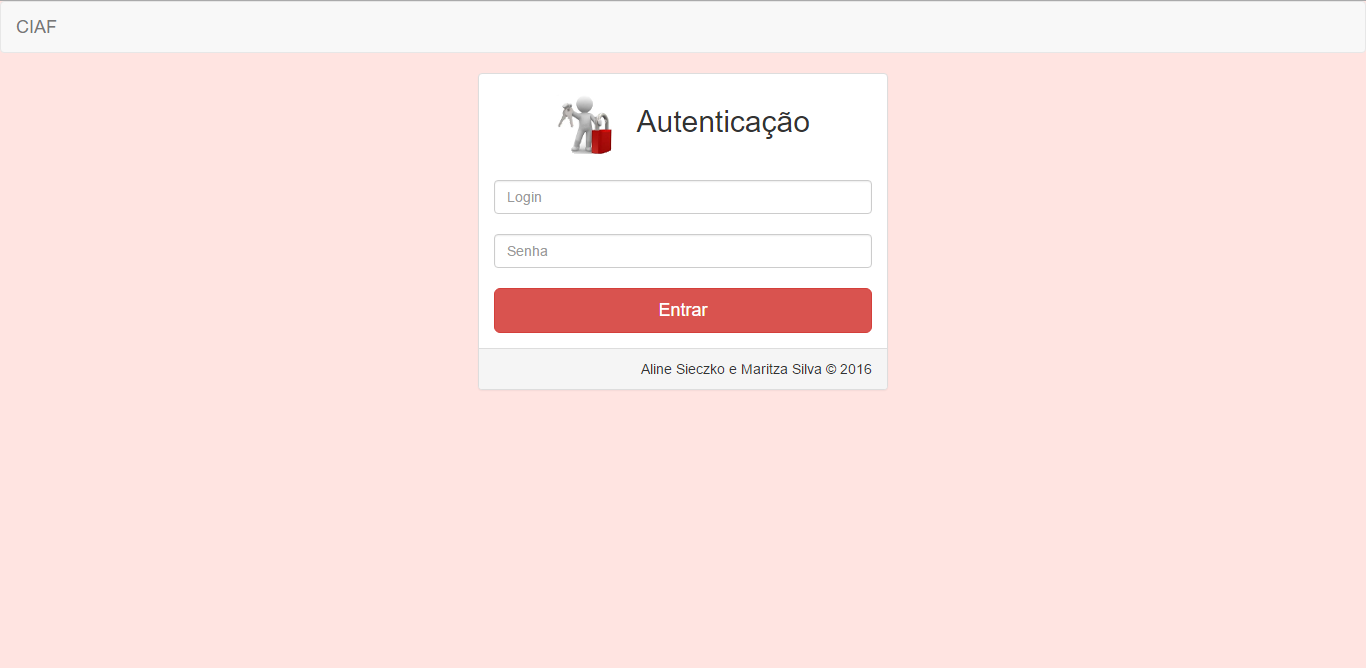 CIAF
Autenticação
Login
Senha
Entrar
Aline Sieczko e Maritza Silva © 2016